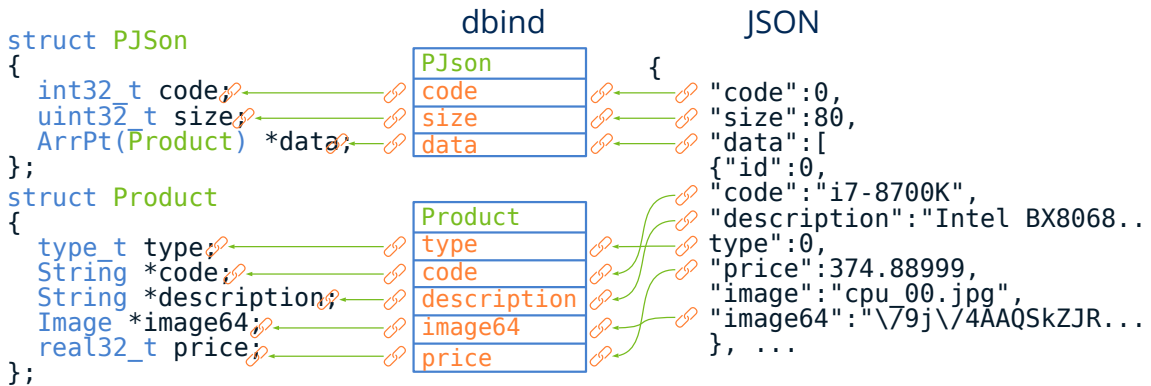 dbind
JSON
struct PJSon
{
int32_t code;
uint32_t size;
ArrPt(Product) *data;
};
struct Product
{
type_t type;
String *code;
String *description;
Image *image64;
real32_t price;
};
PJson
code
size
data
Product
type
code
description
image64
price
{
"code":0,
"size":80,
"data":[
{"id":0,
"code":"i7-8700K",
"description":"Intel BX8068..
type":0,
"price":374.88999,
"image":"cpu_00.jpg",
"image64":"\/9j\/4AAQSkZJR...
}, ...